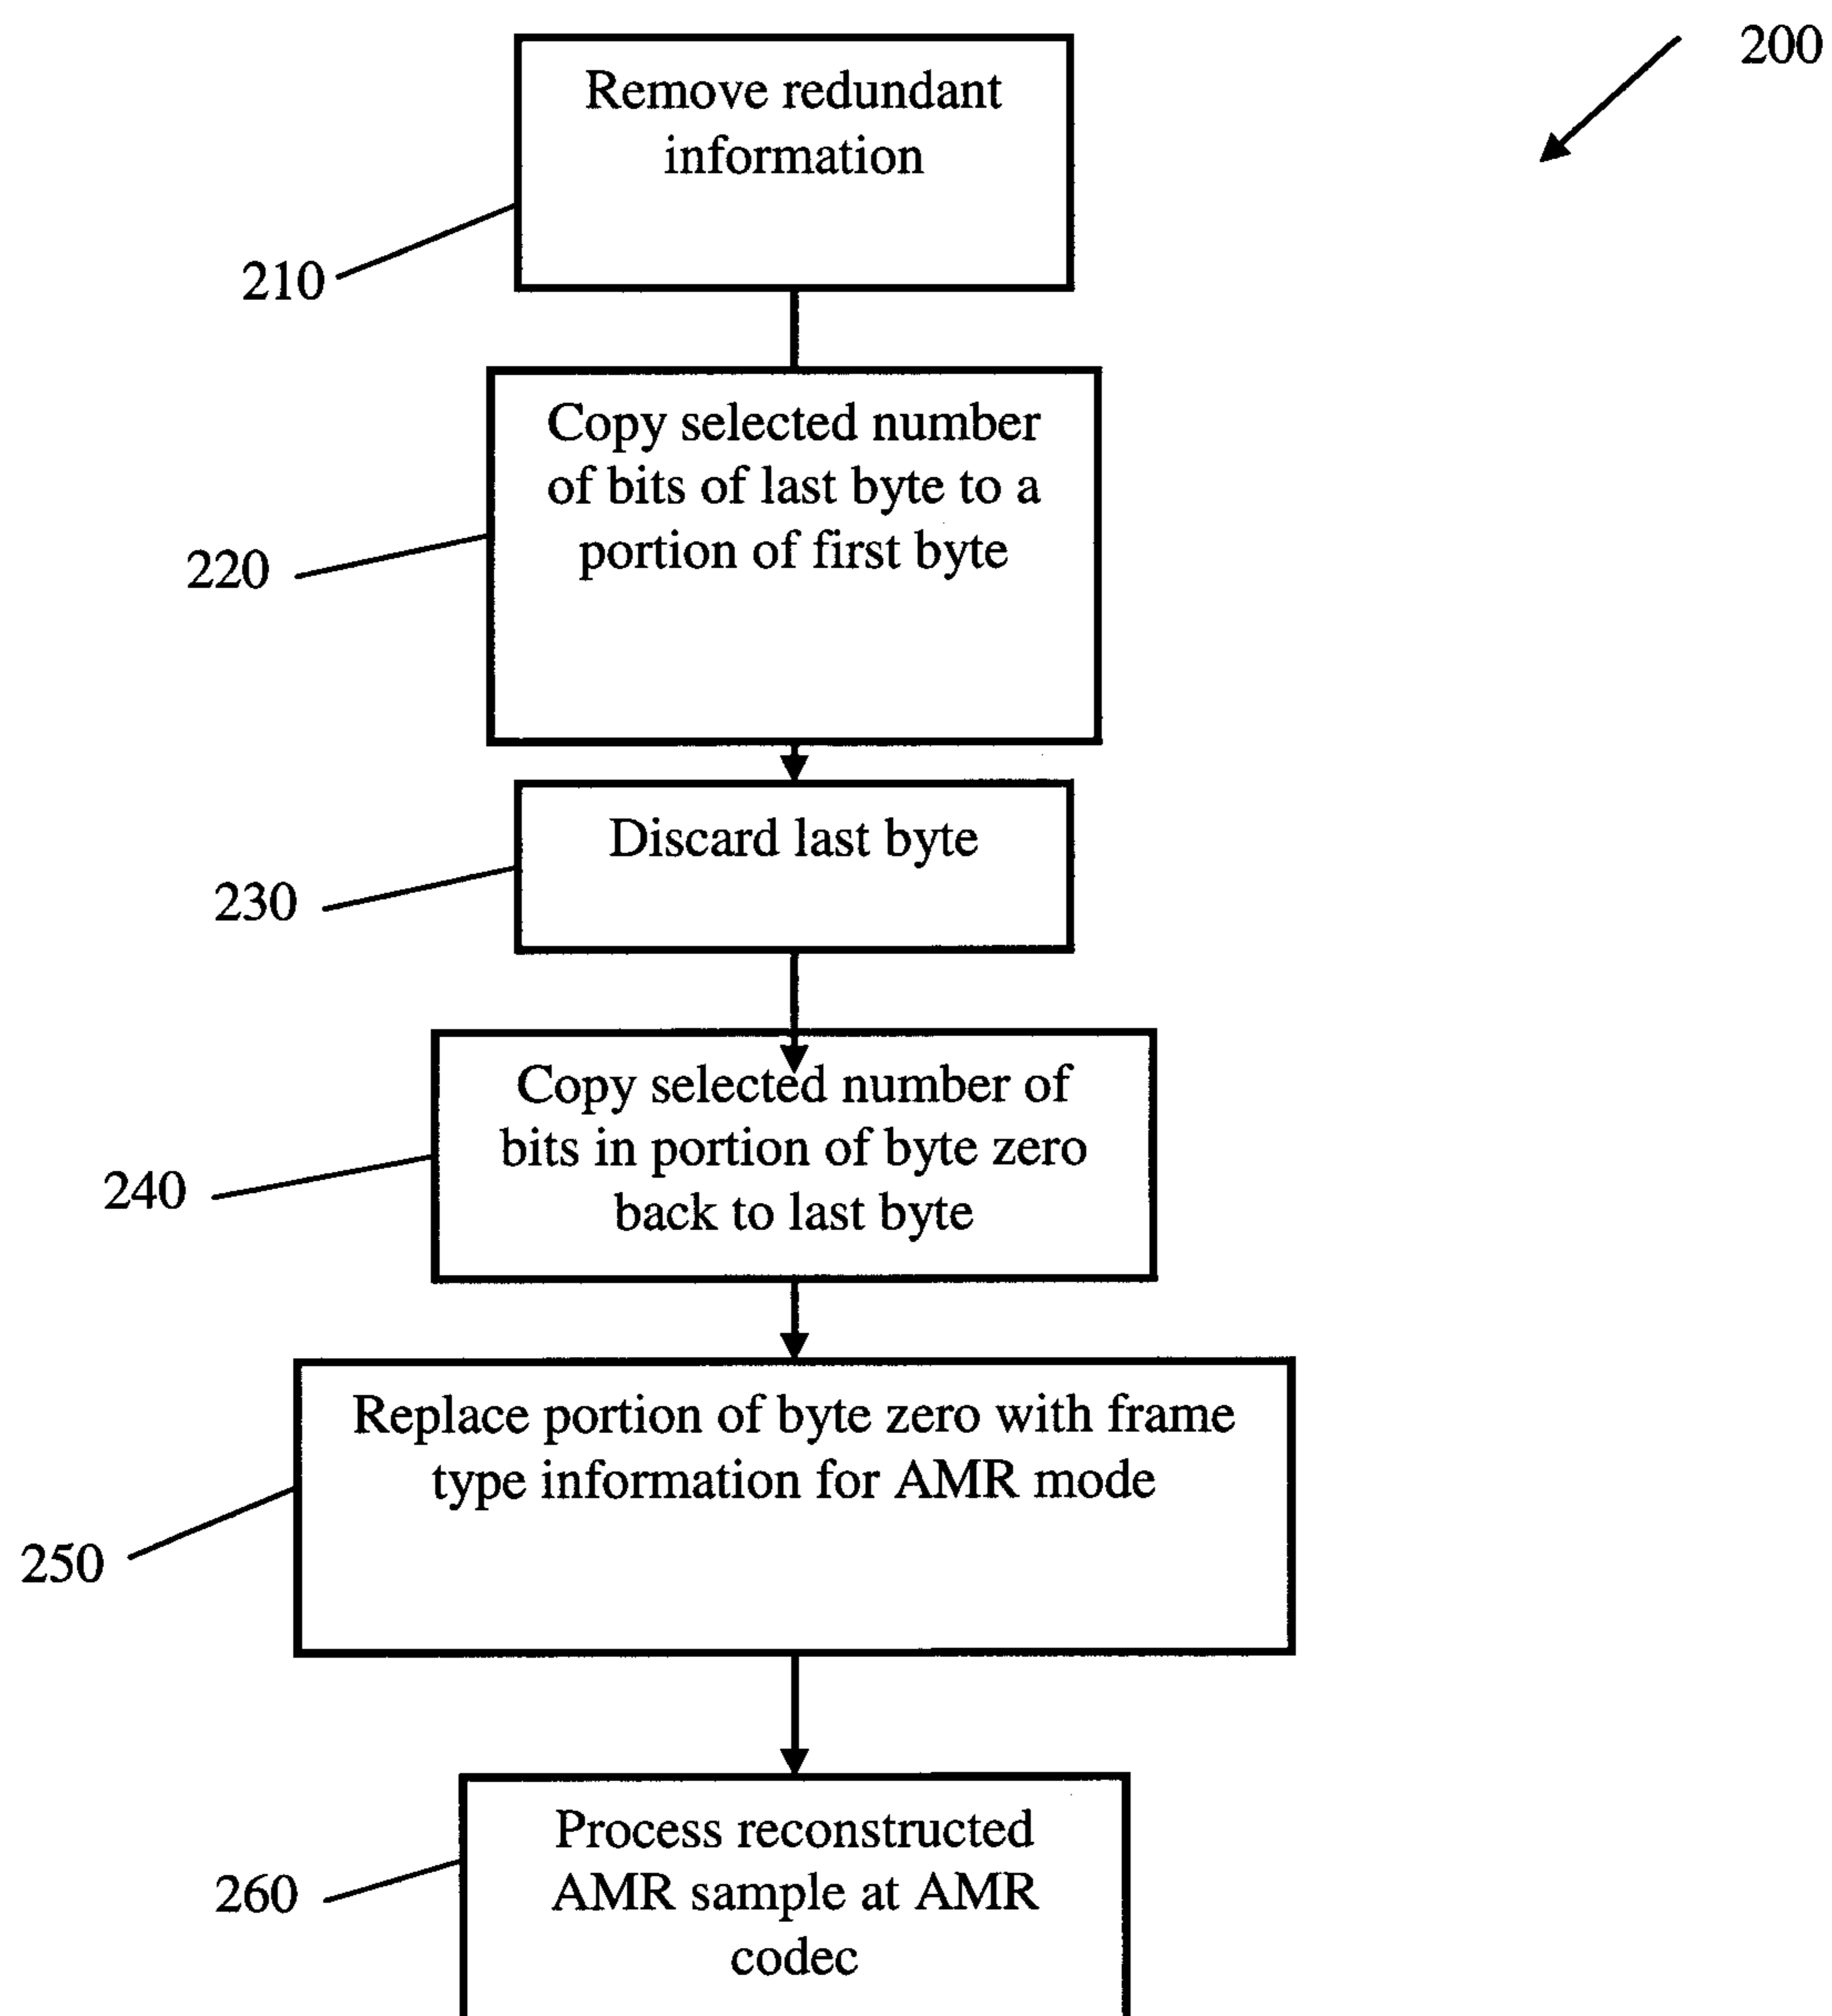 200
Remove redundant
information
210
Copy selected number
of bits of last byte to a
portion of first byte
220
Discard last byte
230
Copy selected number of
bits in portion of byte zero
back to last byte
240
Replace portion of byte zero with frame
type information for AMR mode
250
Process reconstructed
AMR sample at AMR
codec
260